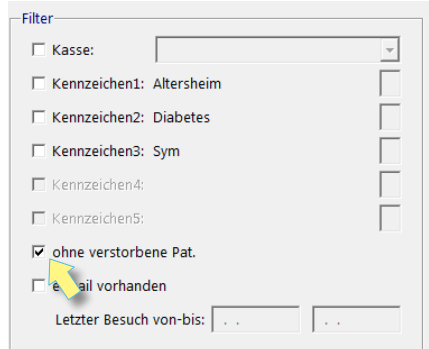 Filter
Kasse:
Kennzeichen1: Altersheim
Kennzeichen2: Diabetes
Kennzeichen3: Sym
Kennzeichen4:
Kennzeichen5:
ohne verstorbene Pat.
vorhanden
Letzter Besuch von-bis: . . . .